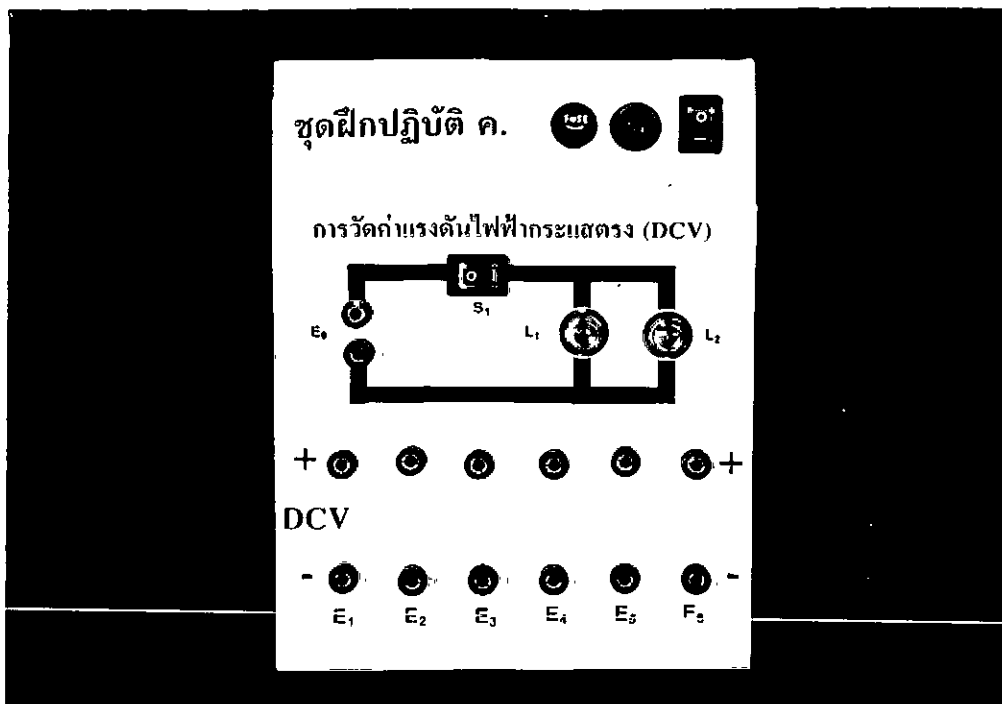 ชุดฝึกปฏิบัติ ค.
fuse
การวัดค่าแรงดันไฟฟ้ากระแสตรง (DCV)
S₁
L₁
L₂
+ +
DCV
- -
E₁ E₂ E₃ E₄ E₅